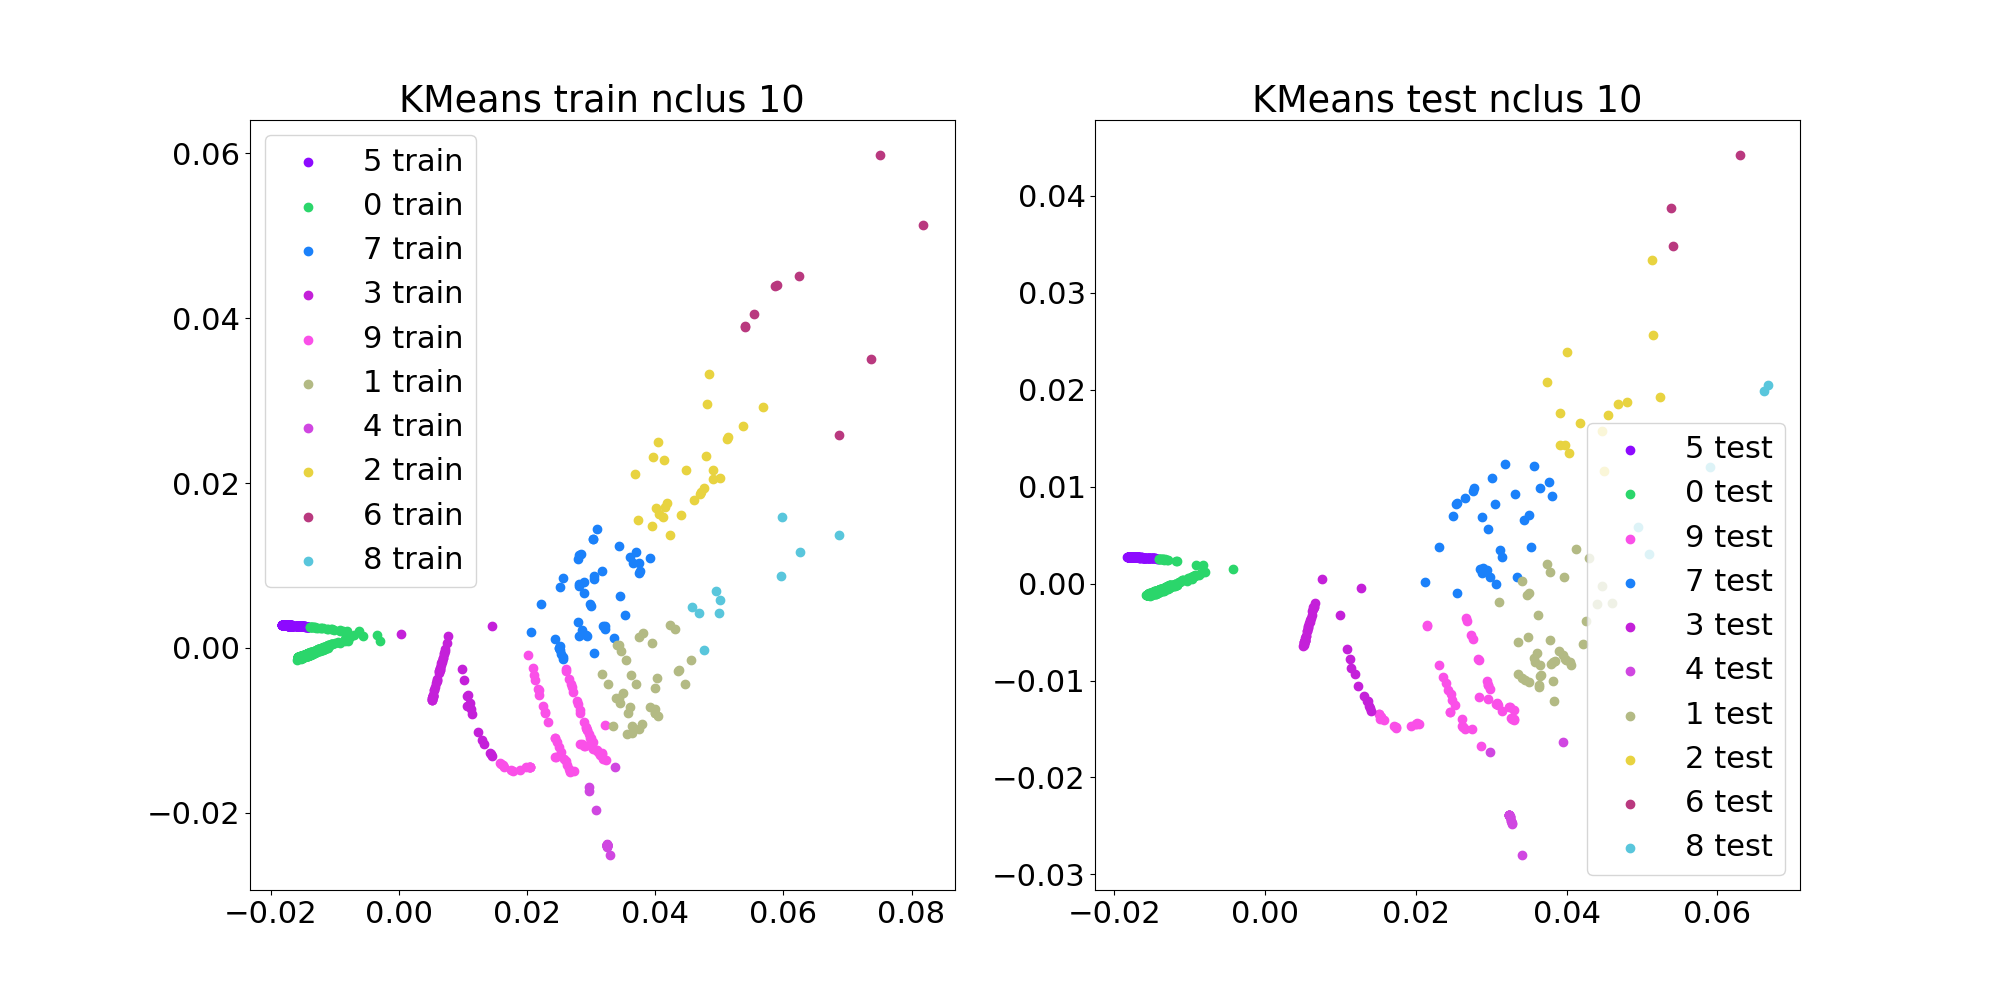 KMeans train nclus 10
0.06
0.04
0.02
0.00
−0.02
−0.02 0.00 0.02 0.04 0.06 0.08
5 train
0 train
7 train
3 train
9 train
1 train
4 train
2 train
6 train
8 train
KMeans test nclus 10
0.04
0.03
0.02
0.01
0.00
−0.01
−0.02
−0.03
−0.02 0.00 0.02 0.04 0.06
5 test
0 test
9 test
7 test
3 test
4 test
1 test
2 test
6 test
8 test